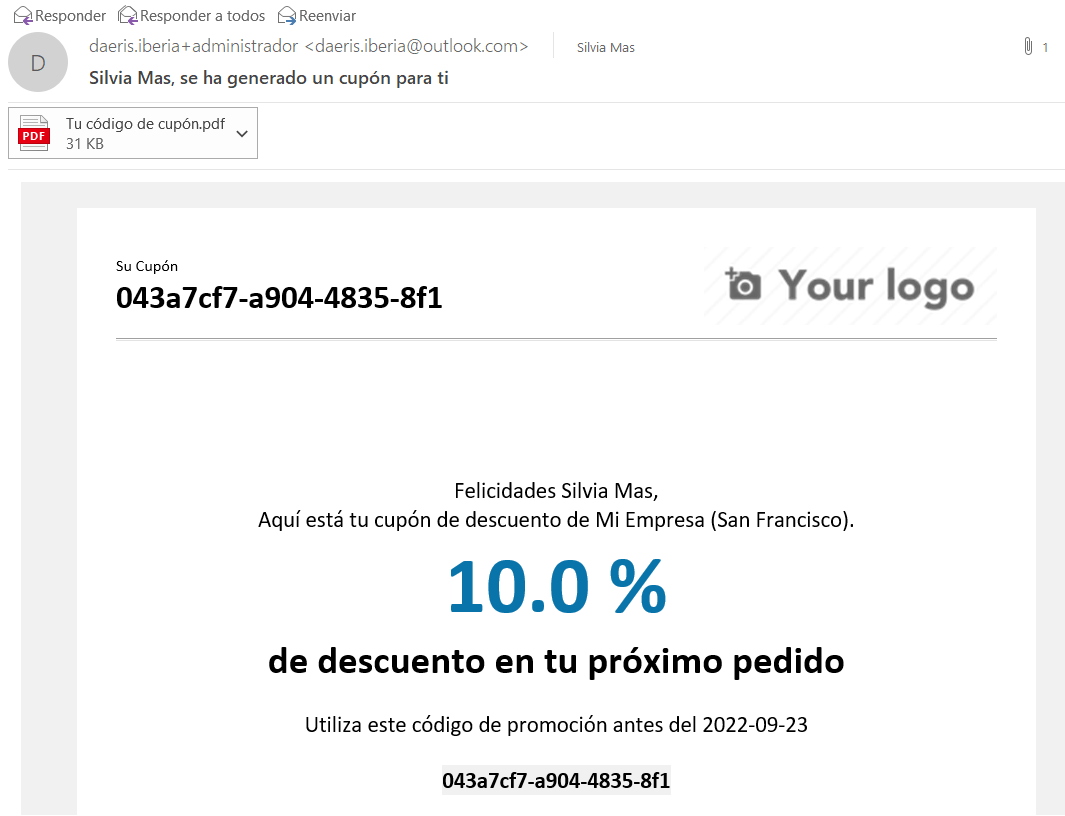 Responder Responder a todos Reenviar
D
daeris.iberia+administrador <daeris.iberia@outlook.com> Silvia Mas 1
Silvia Mas, se ha generado un cupón para ti
PDF
Tu código de cupón.pdf
31 KB
Su Cupón
043a7cf7-a904-4835-8f1
Your logo
Felicidades Silvia Mas,
Aquí está tu cupón de descuento de Mi Empresa (San Francisco).
10.0 %
de descuento en tu próximo pedido
Utiliza este código de promoción antes del 2022-09-23
043a7cf7-a904-4835-8f1